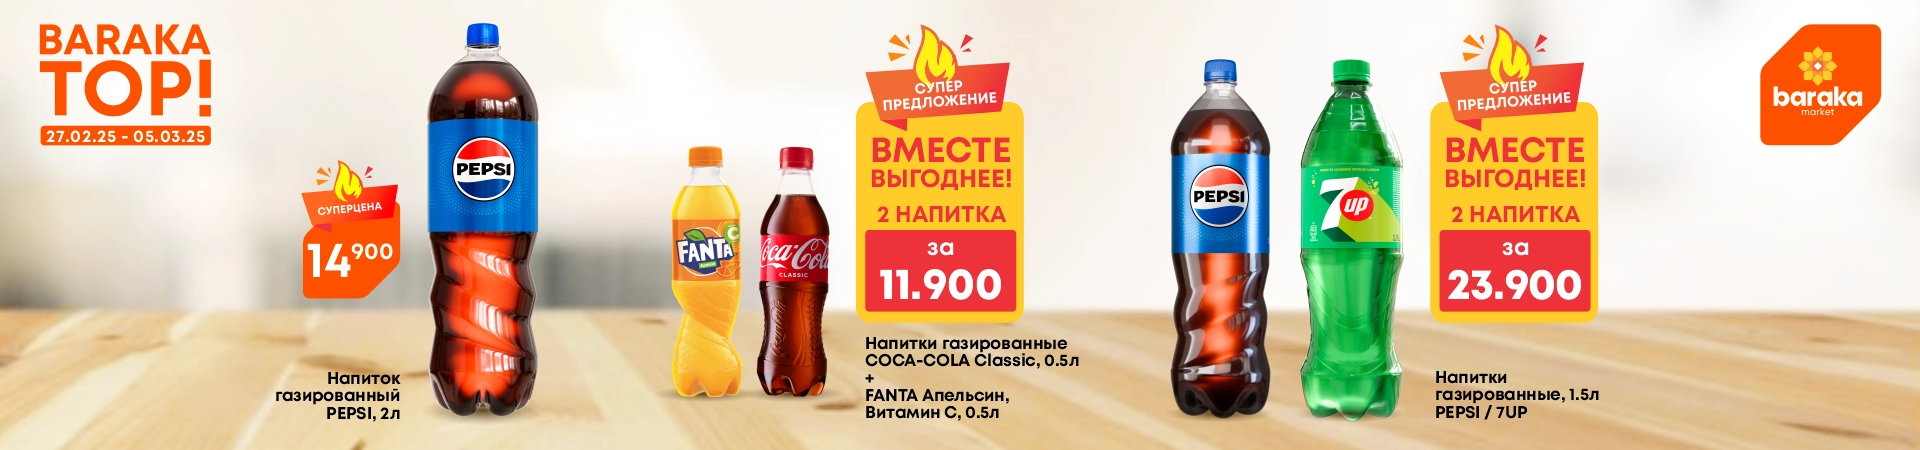 BARAKA
TOP!
27.02.25 - 05.03.25
СУПЕРЦЕНА
14 900
PEPSI
Напиток
газированный
PEPSI, 2л
FANTA
C
Coca-Cola
CLASSIC
СУПЕР
ПРЕДЛОЖЕНИЕ
ВМЕСТЕ
ВЫГОДНЕЕ!
2 НАПИТКА
за
11.900
Напитки газированные
COCA-COLA Classic, 0.5л
+
FANTA Апельсин,
Витамин С, 0.5л
PEPSI
7up
СУПЕР
ПРЕДЛОЖЕНИЕ
ВМЕСТЕ
ВЫГОДНЕЕ!
2 НАПИТКА
за
23.900
Напитки
газированные, 1.5л
PEPSI / 7UP
baraka
market